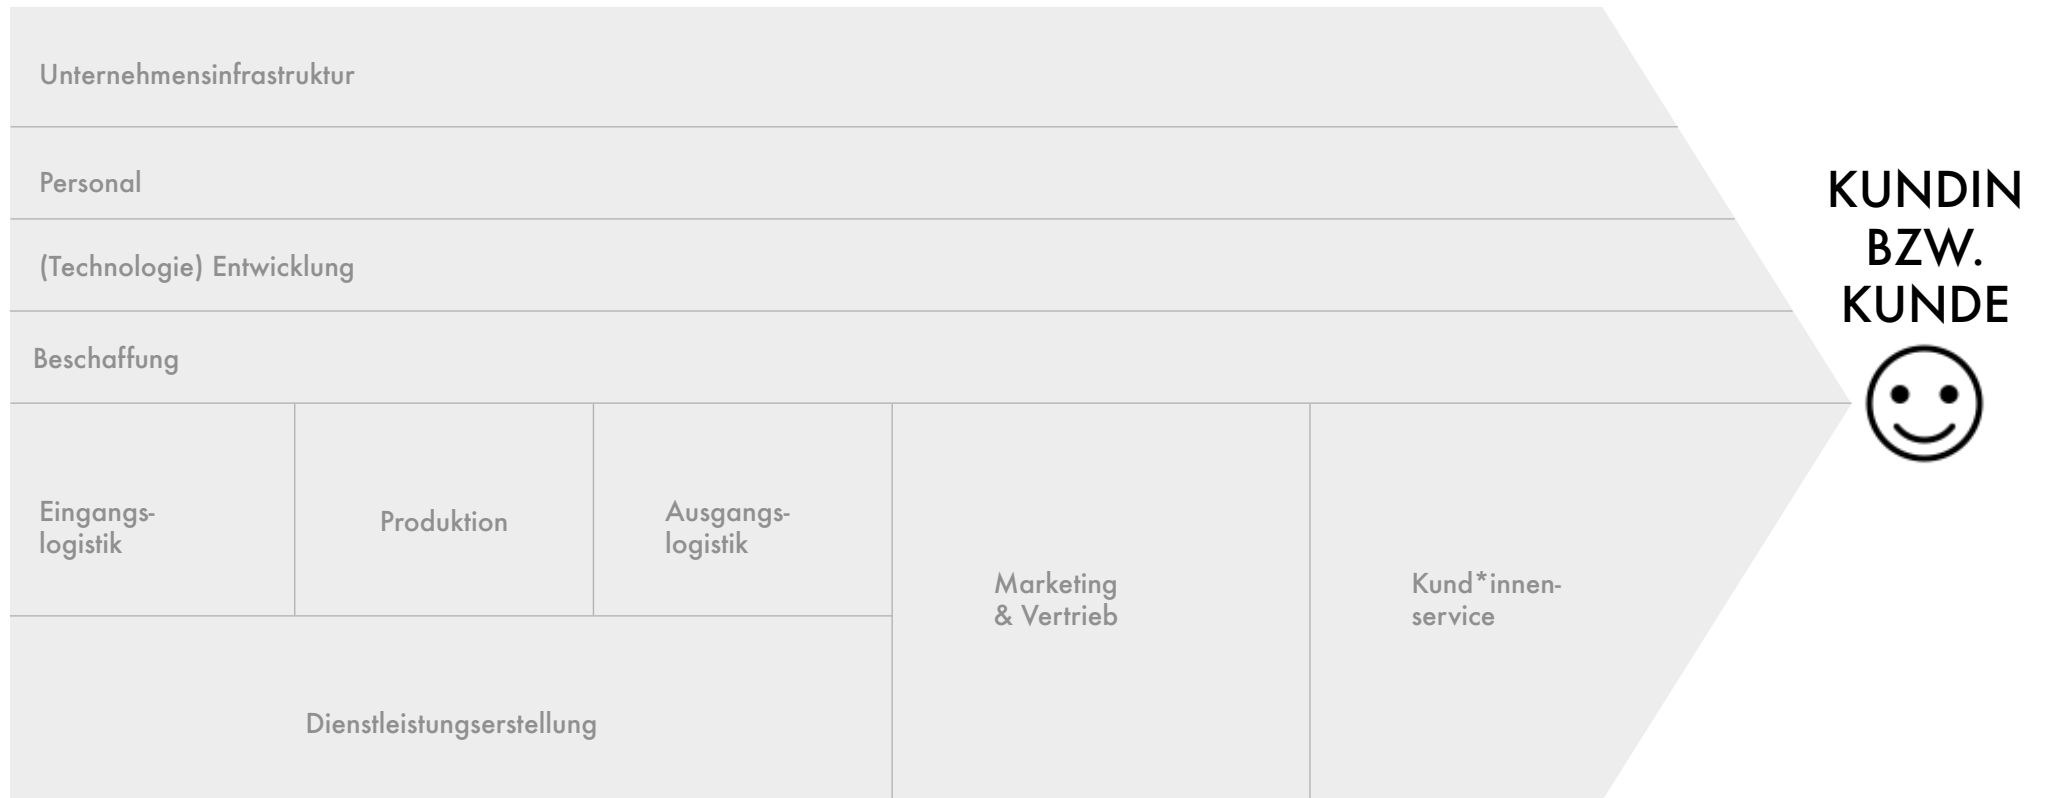 Unternehmensinfrastruktur
Personal
(Technologie) Entwicklung
Beschaffung
Eingangs-
logistik
Produktion
Ausgangs-
logistik
Marketing
& Vertrieb
Kund*innen-
service
Dienstleistungserstellung
KUNDIN
BZW.
KUNDE